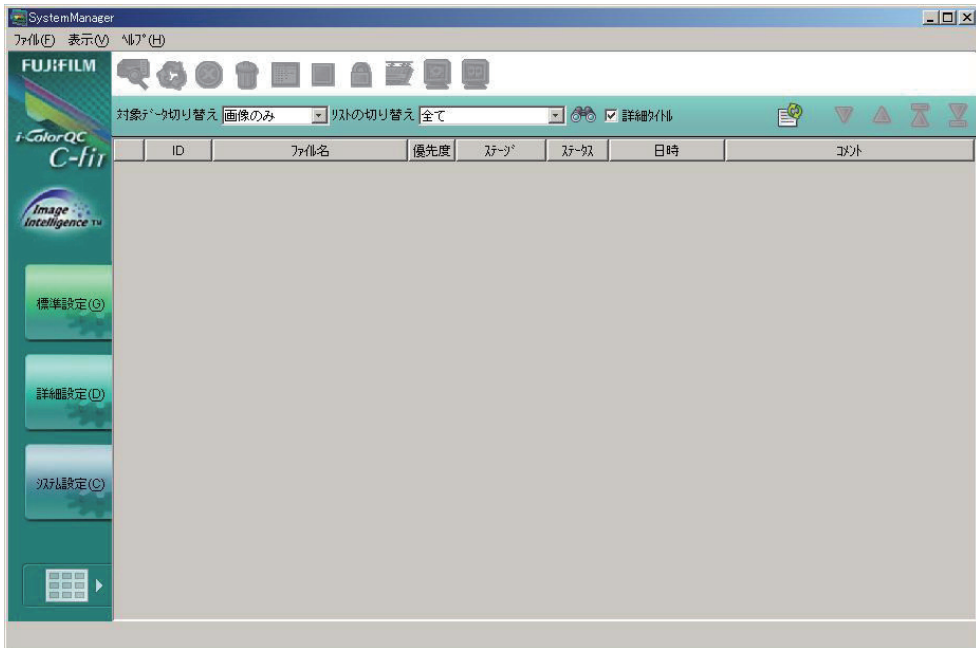 SystemManager
ﾌｧｲﾙ(F) 表示(V) ﾍﾙﾌﾟ(H)
FUJIFILM
対象ﾃﾞｰﾀ切り替え 画像のみ ﾘｽﾄの切り替え 全て 詳細ﾀｲﾄﾙ
i-ColorQC
C-fit
ID ﾌｧｲﾙ名 優先度 ｽﾃｰｼﾞ ｽﾃｰﾀｽ 日時 ｺﾒﾝﾄ
Image
Intelligence TM
標準設定(G)
詳細設定(D)
ｼｽﾃﾑ設定(C)